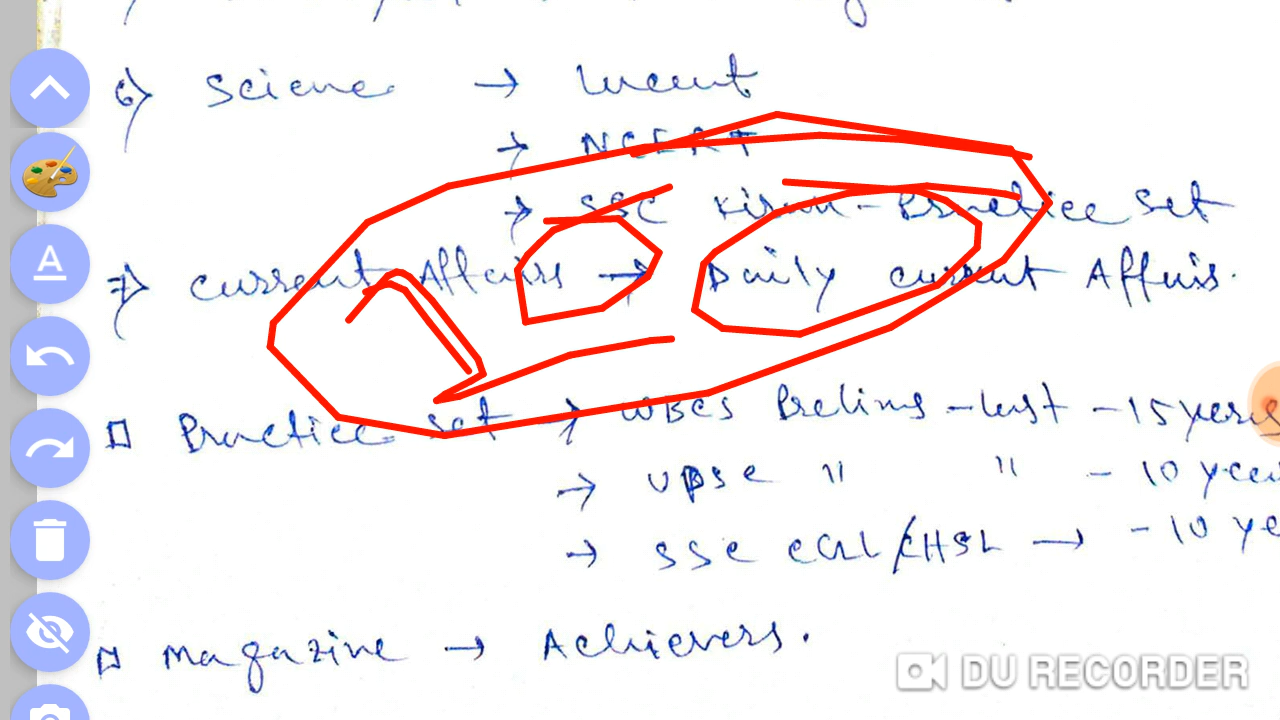 6) Science → Lucent
→ NCERT
→ SSC Kiran - Practice Set
7) Current Affairs → Daily current Affairs.
□ Practice set → WBCS Prelims - last - 15 years
→ UPSC " " - 10 year
→ SSC CGL/CHSL → - 10 ye
□ Magazine → Achievers.
DU RECORDER